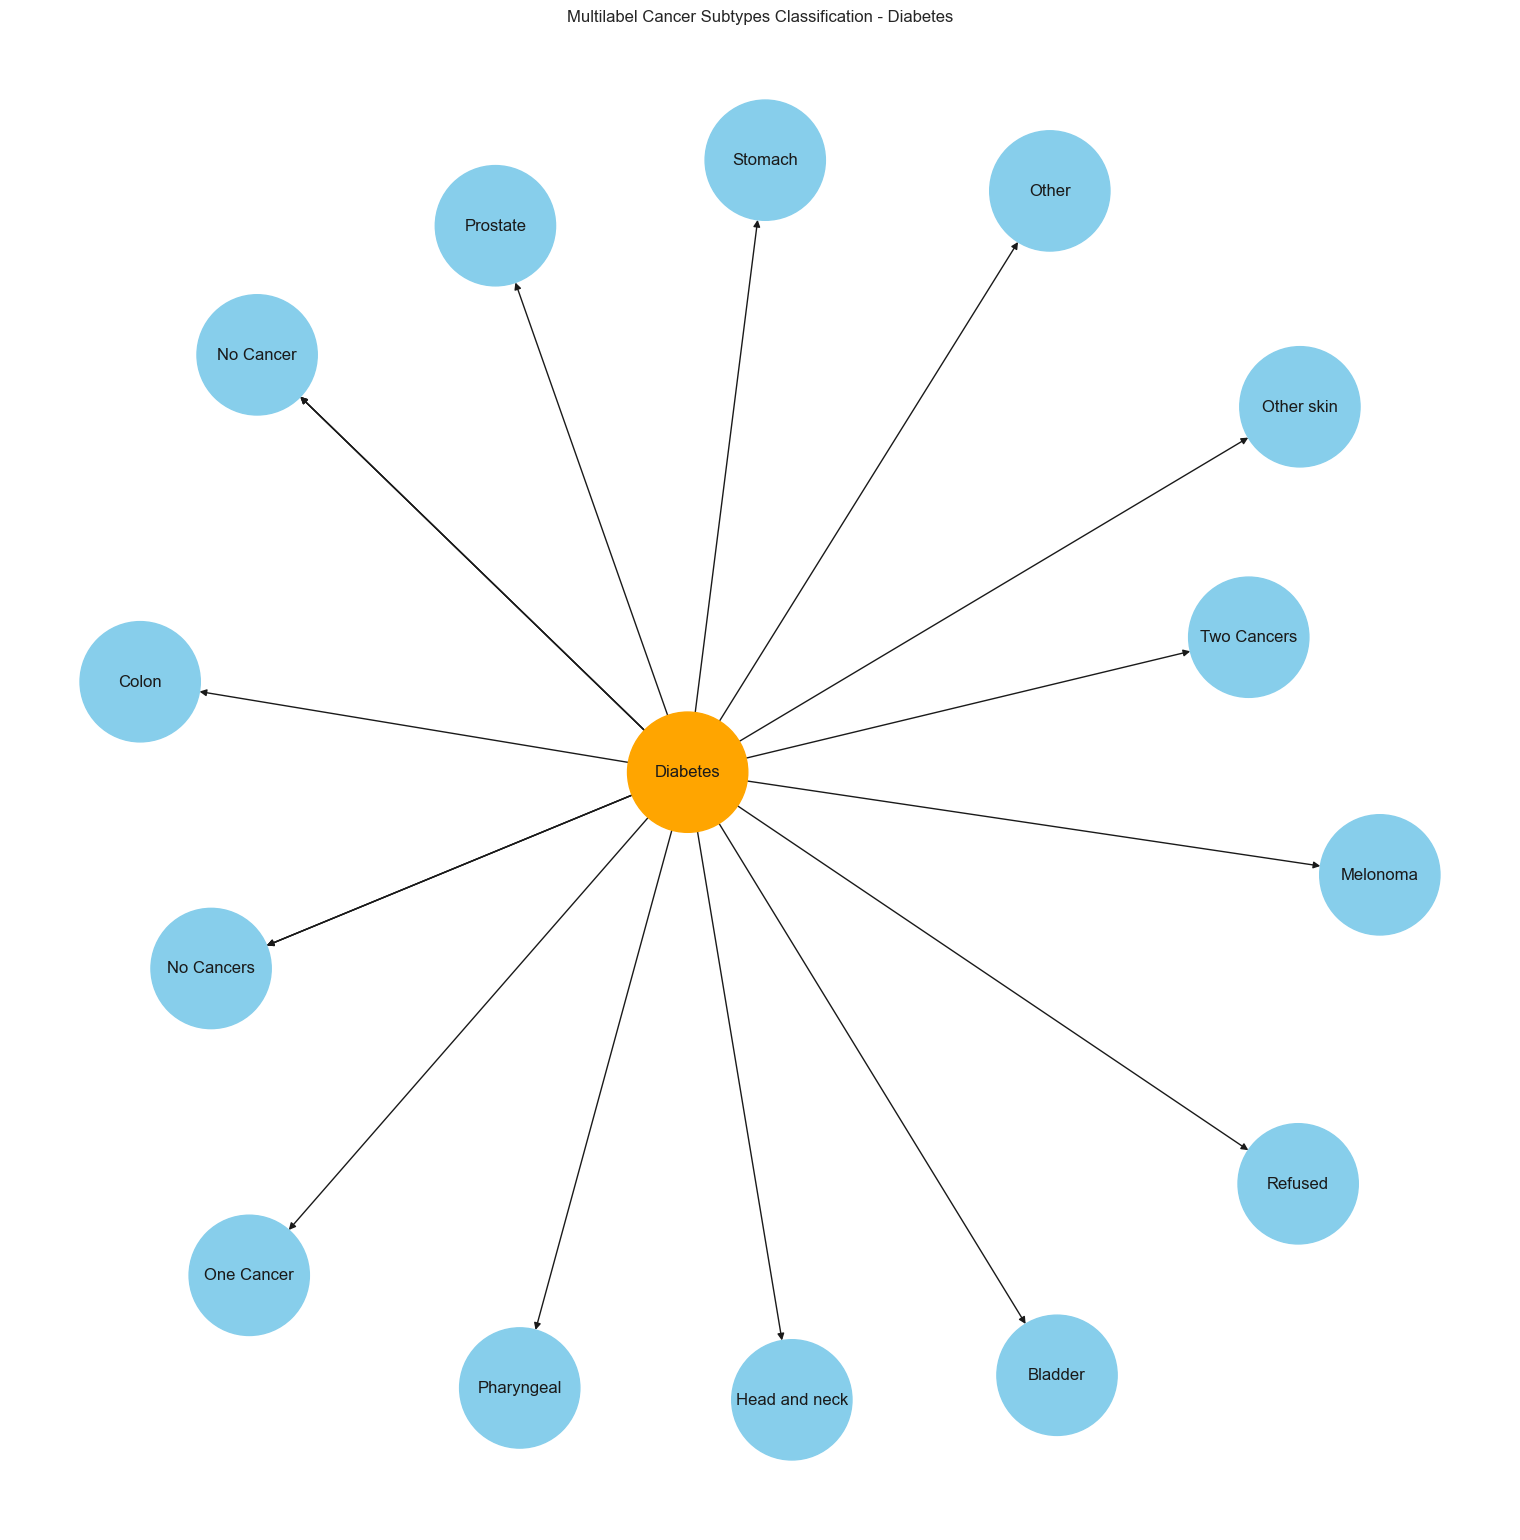 Multilabel Cancer Subtypes Classification - Diabetes
Stomach
Other
Prostate
No Cancer
Other skin
Two Cancers
Colon
Diabetes
Melonoma
No Cancers
Refused
One Cancer
Bladder
Pharyngeal
Head and neck